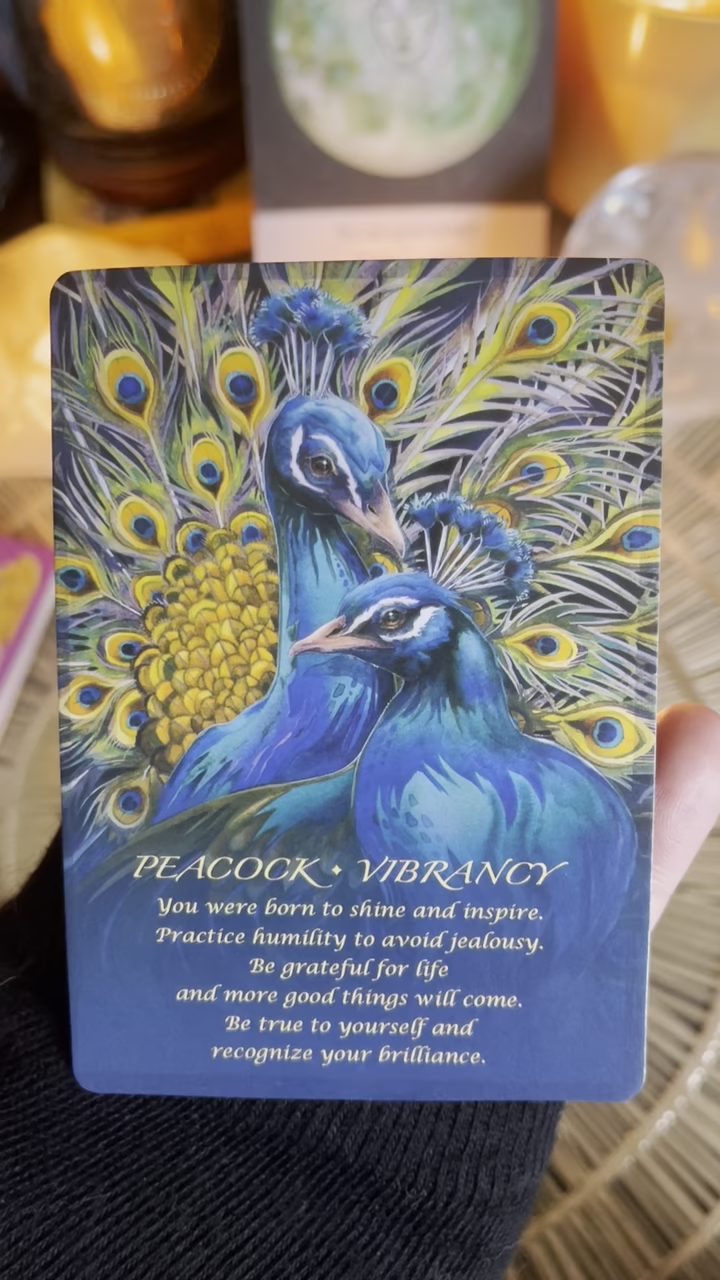 PEACOCK • VIBRANCY
You were born to shine and inspire.
Practice humility to avoid jealousy.
Be grateful for life
and more good things will come.
Be true to yourself and
recognize your brilliance.